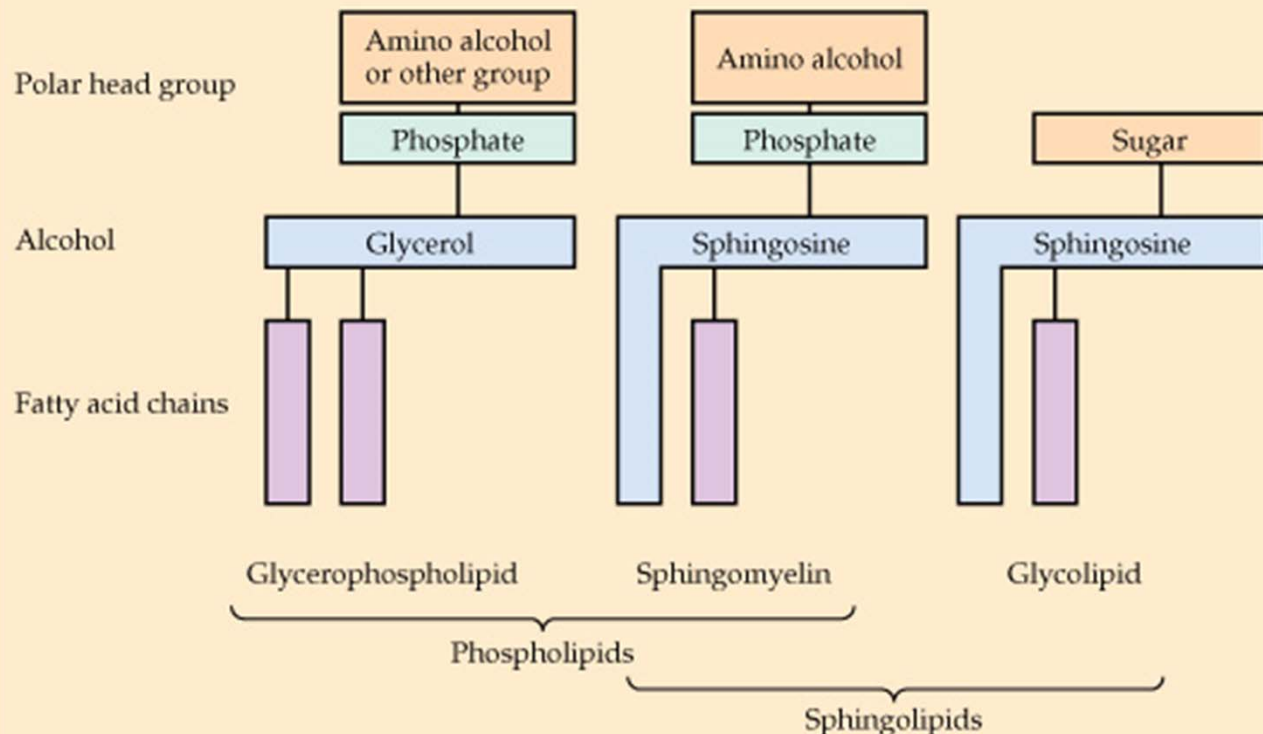 Amino alcohol
or other group
Amino alcohol
Polar head group
Phosphate
Phosphate
Sugar
Alcohol
Glycerol
Sphingosine
Sphingosine
Fatty acid chains
Glycerophospholipid
Sphingomyelin
Glycolipid
Phospholipids
Sphingolipids